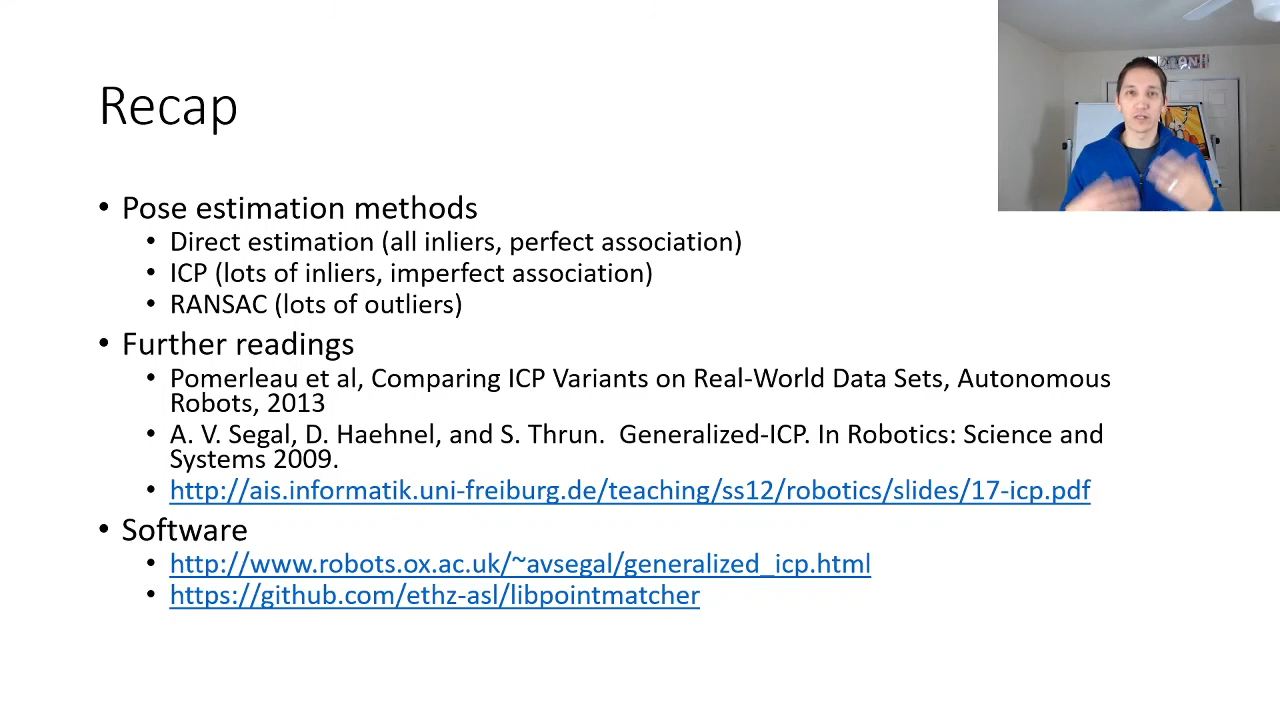 Recap
• Pose estimation methods
• Direct estimation (all inliers, perfect association)
• ICP (lots of inliers, imperfect association)
• RANSAC (lots of outliers)
• Further readings
• Pomerleau et al, Comparing ICP Variants on Real-World Data Sets, Autonomous
Robots, 2013
• A. V. Segal, D. Haehnel, and S. Thrun.  Generalized-ICP. In Robotics: Science and
Systems 2009.
• http://ais.informatik.uni-freiburg.de/teaching/ss12/robotics/slides/17-icp.pdf
• Software
• http://www.robots.ox.ac.uk/~avsegal/generalized_icp.html
• https://github.com/ethz-asl/libpointmatcher